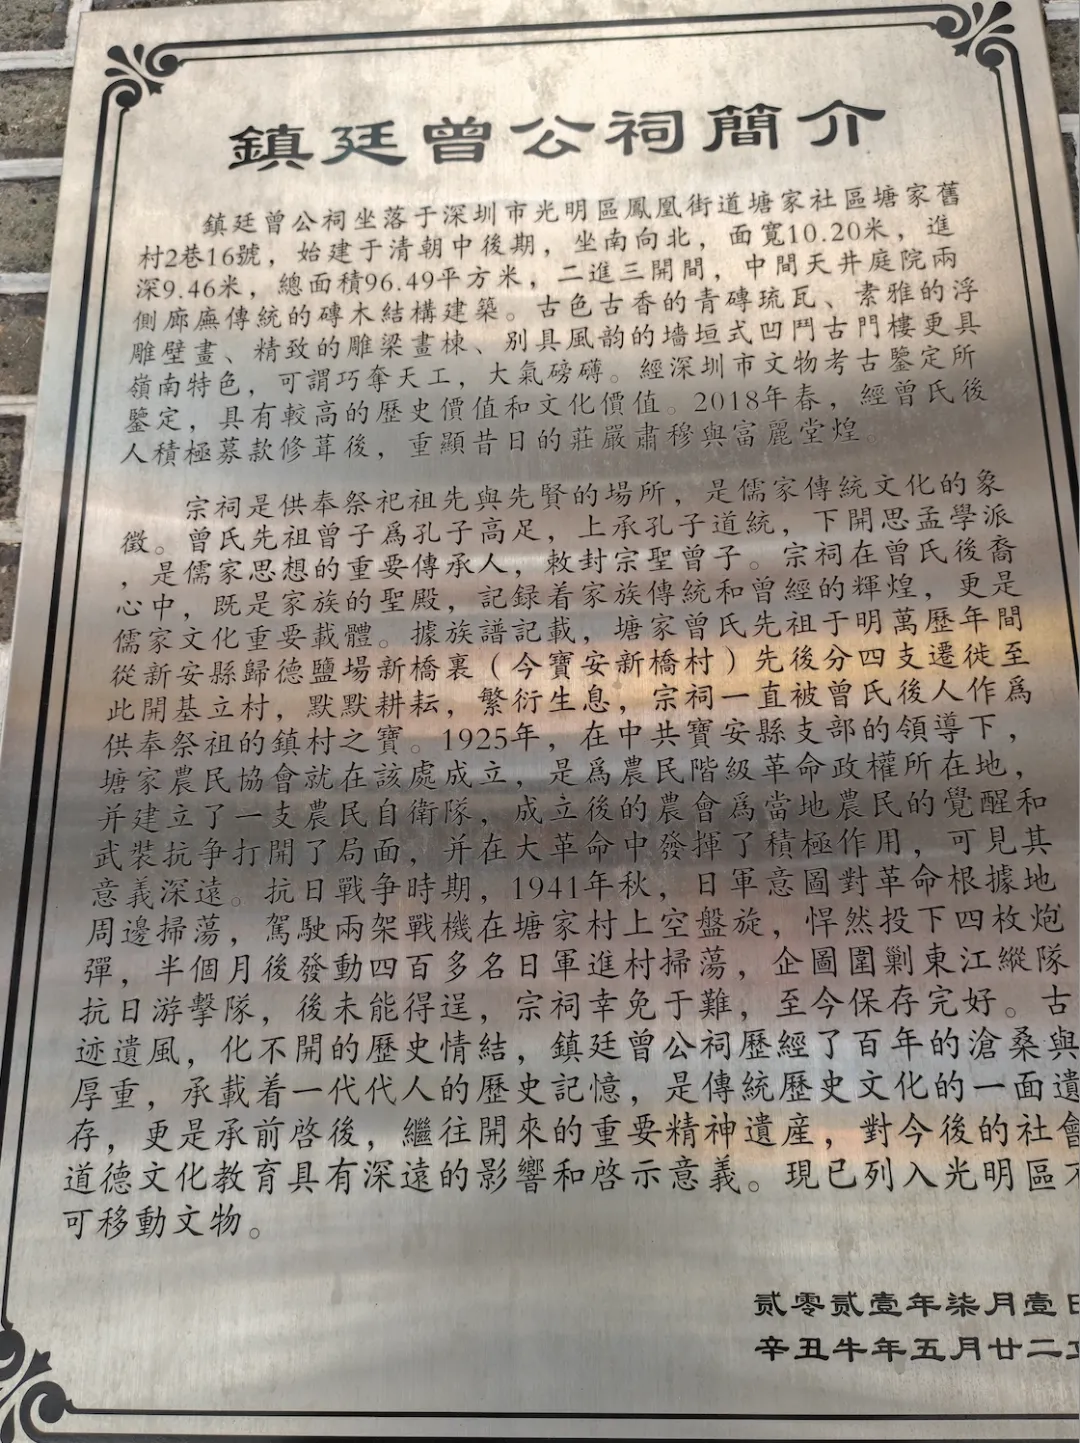 鎮廷曾公祠簡介
鎮廷曾公祠坐落于深圳市光明區鳳凰街道塘家社區塘家舊
村2巷16號，始建于清朝中後期，坐南向北，面寬10.20米，進
深9.46米，總面積96.49平方米，二進三開間，中間天井庭院兩
側廊廡傳統的磚木結構建築。古色古香的青磚琉瓦、素雅的浮
雕壁畫、精致的雕梁畫棟、别具風韵的墻垣式凹鬥古門樓更具
嶺南特色，可謂巧奪天工，大氣磅礡。經深圳市文物考古鑒定所
鑒定，具有較高的歷史價值和文化價值。2018年春，經曾氏後
人積極募款修葺後，重顯昔日的莊嚴肅穆與富麗堂煌。
宗祠是供奉祭祀祖先與先賢的場所，是儒家傳統文化的象
徵。曾氏先祖曾子爲孔子高足，上承孔子道統，下開思孟學派
，是儒家思想的重要傳承人，敕封宗聖曾子。宗祠在曾氏後裔
心中，既是家族的聖殿，記録着家族傳統和曾經的輝煌，更是
儒家文化重要載體。據族譜記載，塘家曾氏先祖于明萬歷年間
從新安縣歸德鹽場新橋裏（今寶安新橋村）先後分四支遷徙至
此開基立村，默默耕耘，繁衍生息，宗祠一直被曾氏後人作爲
供奉祭祖的鎮村之寶。1925年，在中共寶安縣支部的領導下，
塘家農民協會就在該處成立，是爲農民階級革命政權所在地，
并建立了一支農民自衛隊，成立後的農會爲當地農民的覺醒和
武裝抗争打開了局面，并在大革命中發揮了積極作用，可見其
意義深遠。抗日戰争時期，1941年秋，日軍意圖對革命根據地
周邊掃蕩，駕駛兩架戰機在塘家村上空盤旋，悍然投下四枚炮
彈，半個月後發動四百多名日軍進村掃蕩，企圖圍剿東江縱隊
抗日游擊隊，後未能得逞，宗祠幸免于難，至今保存完好。古
迹遺風，化不開的歷史情結，鎮廷曾公祠歷經了百年的滄桑與
厚重，承載着一代代人的歷史記憶，是傳統歷史文化的一面遺
存，更是承前啓後，繼往開來的重要精神遺産，對今後的社會
道德文化教育具有深遠的影響和啓示意義。現已列入光明區不
可移動文物。
贰零贰壹年柒月壹日
辛丑牛年五月廿二